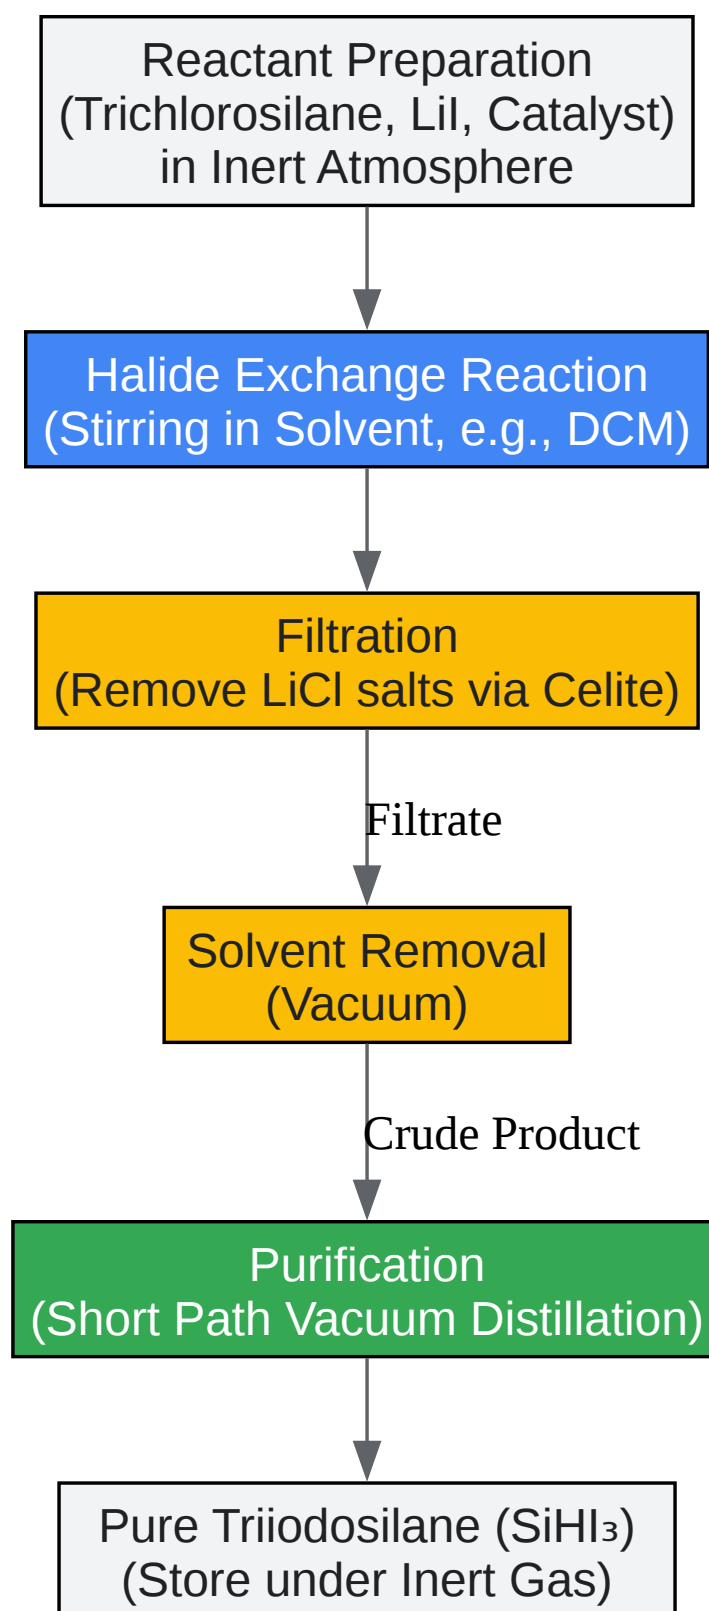 Reactant Preparation
(Trichlorosilane, LiI, Catalyst)
in Inert Atmosphere
Halide Exchange Reaction
(Stirring in Solvent, e.g., DCM)
Filtration
(Remove LiCl salts via Celite)
Filtrate
Solvent Removal
(Vacuum)
Crude Product
Purification
(Short Path Vacuum Distillation)
Pure Triiodosilane (SiHI₃)
(Store under Inert Gas)